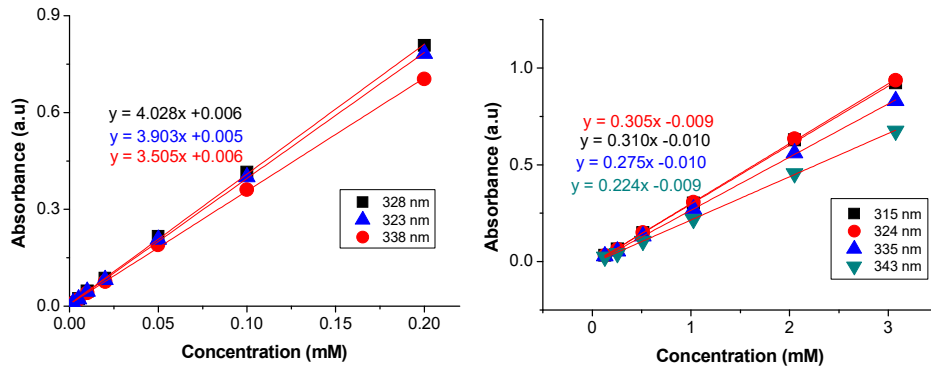 0.9
0.6
0.3
0.0
Absorbance (a.u)
y = 4.028x +0.006
y = 3.903x +0.005
y = 3.505x +0.006
328 nm
323 nm
338 nm
0.00 0.05 0.10 0.15 0.20
Concentration (mM)
1.0
0.5
0.0
Absorbance (a.u)
y = 0.305x -0.009
y = 0.310x -0.010
y = 0.275x -0.010
y = 0.224x -0.009
315 nm
324 nm
335 nm
343 nm
0 1 2 3
Concentration (mM)